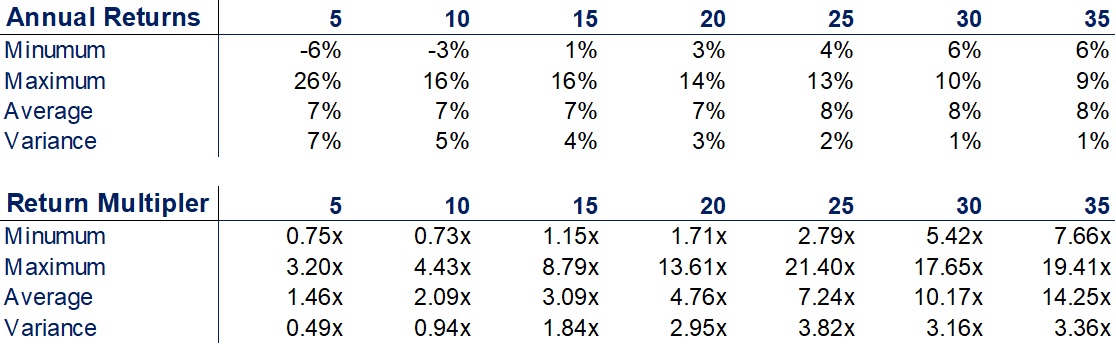 Annual Returns 5 10 15 20 25 30 35
Minumum -6% -3% 1% 3% 4% 6% 6%
Maximum 26% 16% 16% 14% 13% 10% 9%
Average 7% 7% 7% 7% 8% 8% 8%
Variance 7% 5% 4% 3% 2% 1% 1%
Return Multipler 5 10 15 20 25 30 35
Minumum 0.75x 0.73x 1.15x 1.71x 2.79x 5.42x 7.66x
Maximum 3.20x 4.43x 8.79x 13.61x 21.40x 17.65x 19.41x
Average 1.46x 2.09x 3.09x 4.76x 7.24x 10.17x 14.25x
Variance 0.49x 0.94x 1.84x 2.95x 3.82x 3.16x 3.36x